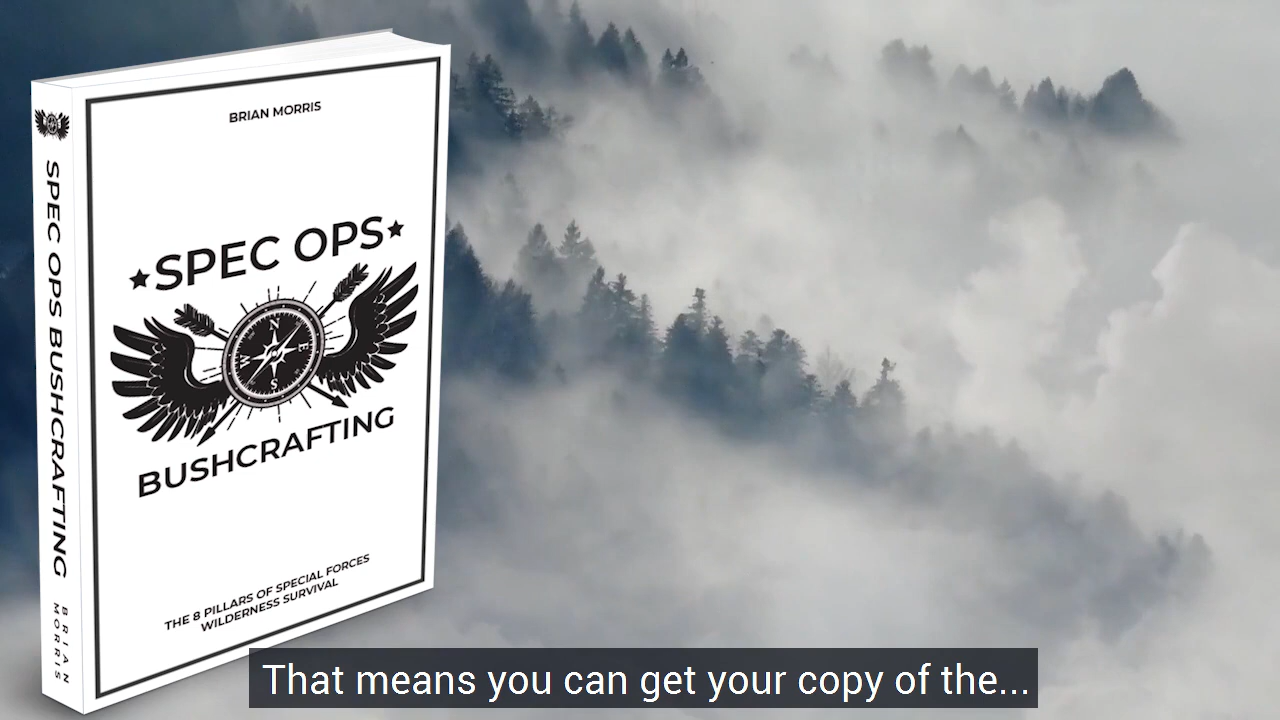 BRIAN MORRIS
SPEC OPS
N
E
S
W
BUSHCRAFTING
THE 8 PILLARS OF SPECIAL FORCES
WILDERNESS SURVIVAL
SPEC OPS BUSHCRAFTING
BRIAN
MORRIS
That means you can get your copy of the...